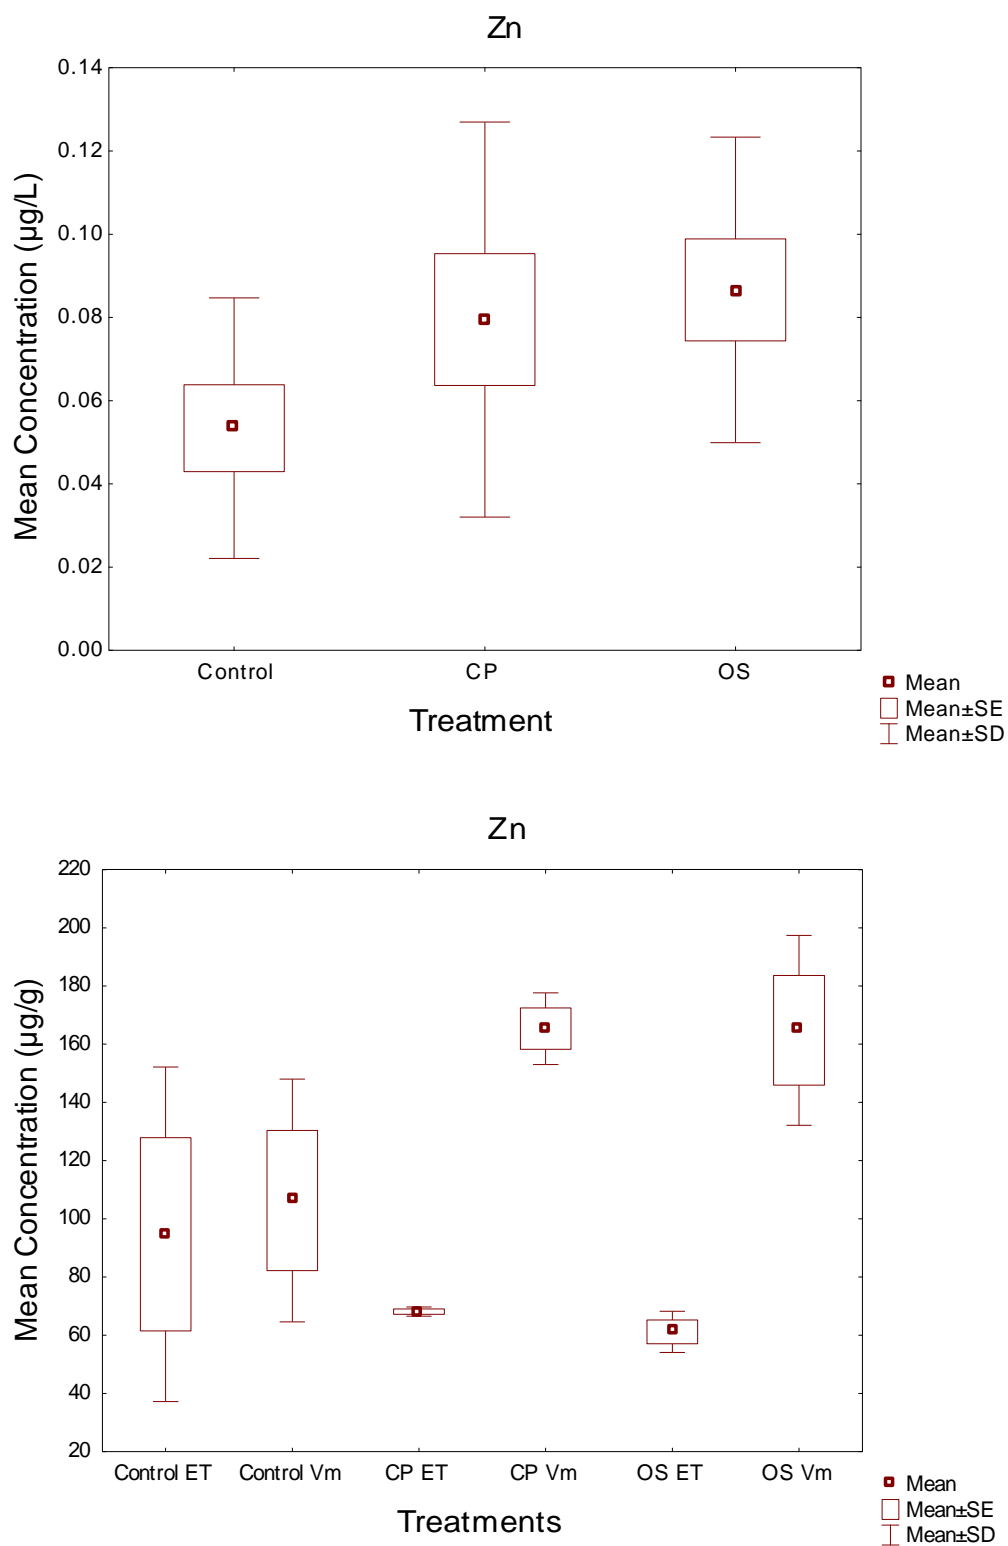 Zn
Mean Concentration (µg/L)
0.14
0.12
0.10
0.08
0.06
0.04
0.02
0.00
Control CP OS
Treatment
Mean
Mean±SE
Mean±SD
Zn
Mean Concentration (µg/g)
220
200
180
160
140
120
100
80
60
40
20
Control ET Control Vm CP ET CP Vm OS ET OS Vm
Treatments
Mean
Mean±SE
Mean±SD